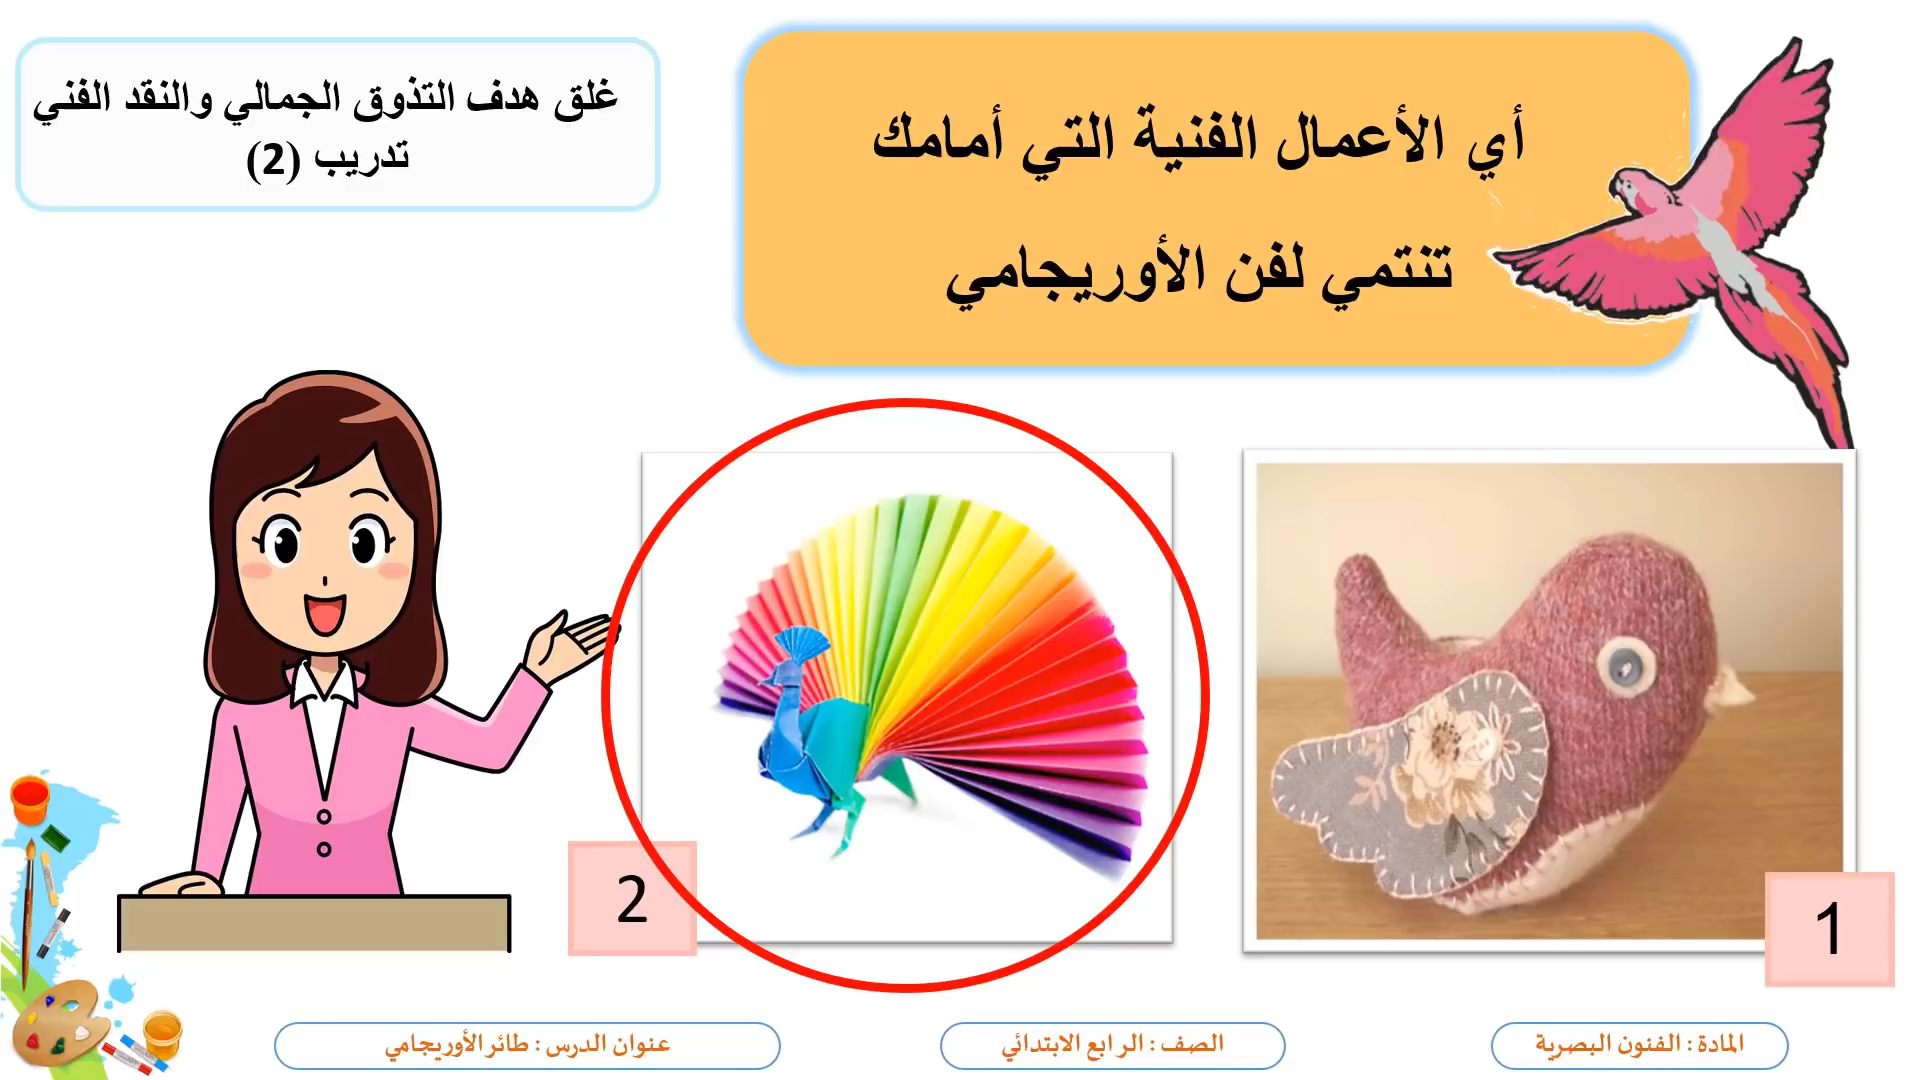 غلق هدف التذوق الجمالي والنقد الفني
تدريب (2)
أي الأعمال الفنية التي أمامك
تنتمي لفن الأوريجامي
1
2
المادة : الفنون البصرية
الصف : الرابع الابتدائي
عنوان الدرس : طائر الأوريجامي